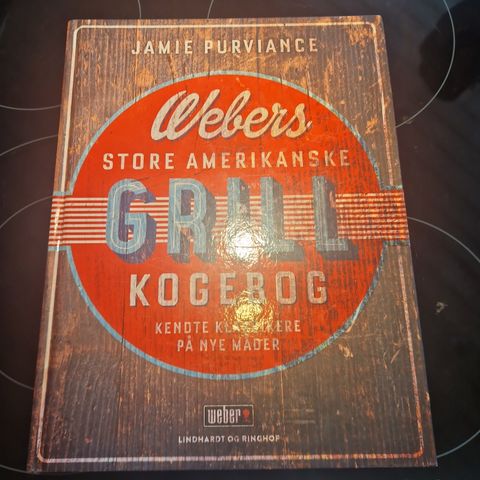 JAMIE PURVIANCE
Webers
STORE AMERIKANSKE
GRILL
KOGEBOG
KENDTE KLASSIKERE
PÅ NYE MÅDER
weber
LINDHARDT OG RINGHOF